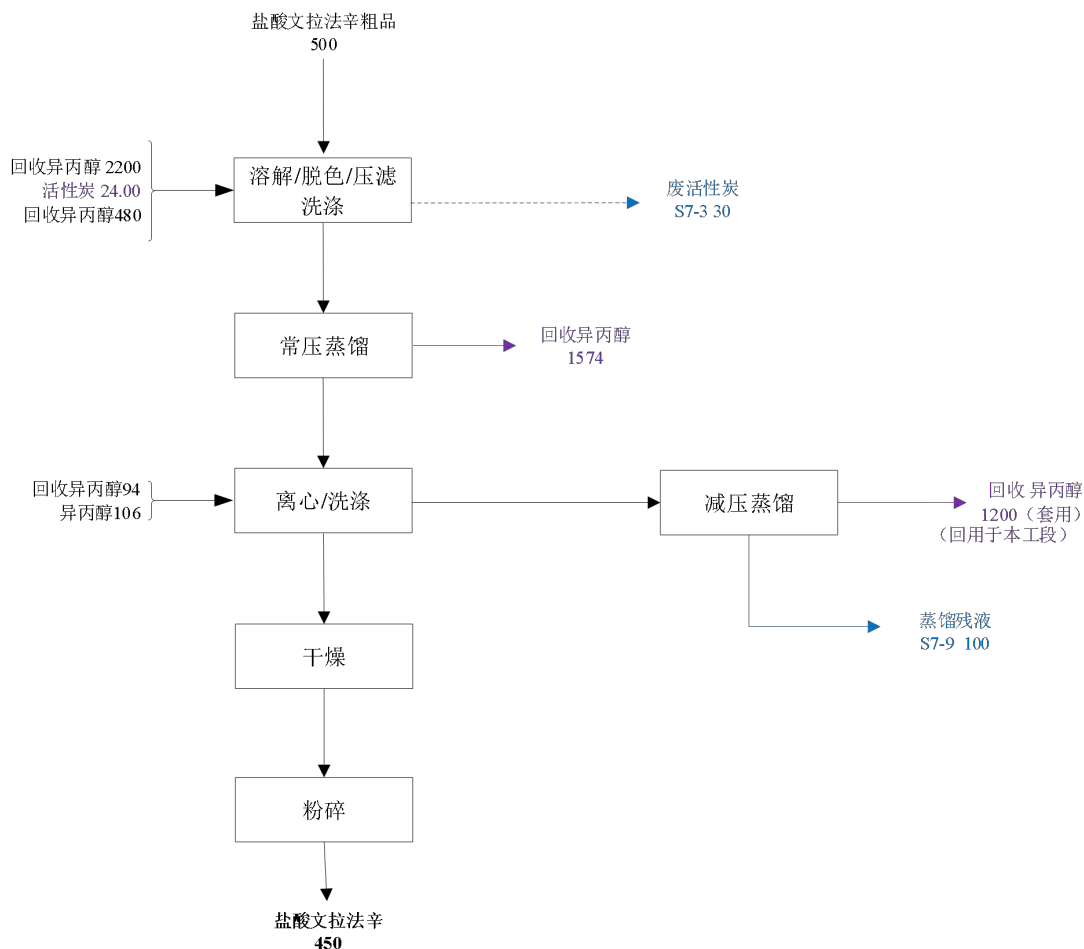 盐酸文拉法辛粗品
500
回收异丙醇 2200
活性炭 24.00
回收异丙醇480
溶解/脱色/压滤
洗涤
废活性炭
S7-3 30
常压蒸馏
回收异丙醇
1574
回收异丙醇94
异丙醇106
离心/洗涤
减压蒸馏
回收 异丙醇
1200（套用）
（回用于本工段）
蒸馏残液
S7-9 100
干燥
粉碎
盐酸文拉法辛
450